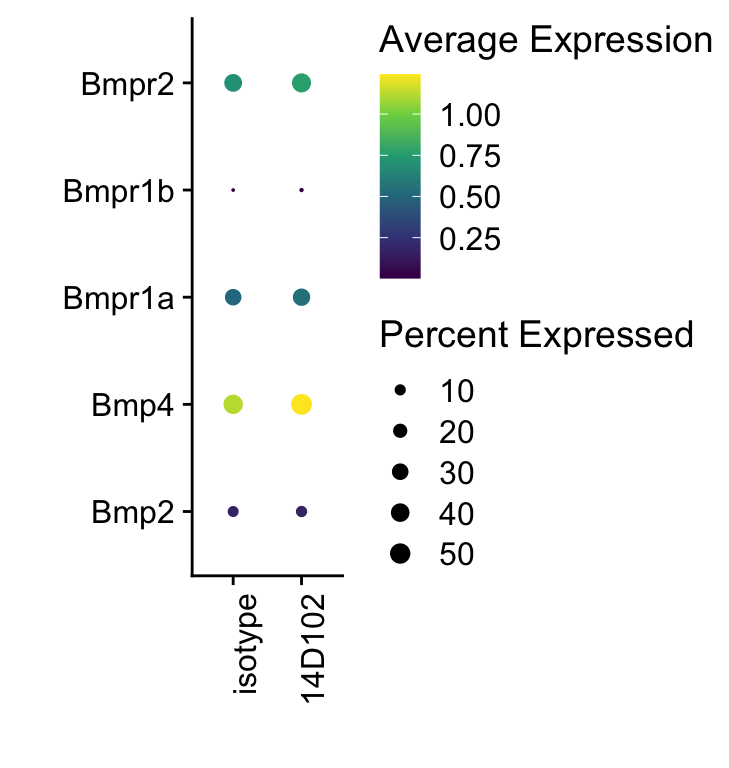 Bmpr2
Bmpr1b
Bmpr1a
Bmp4
Bmp2
isotype
14D102
Average Expression
1.00
0.75
0.50
0.25
Percent Expressed
10
20
30
40
50